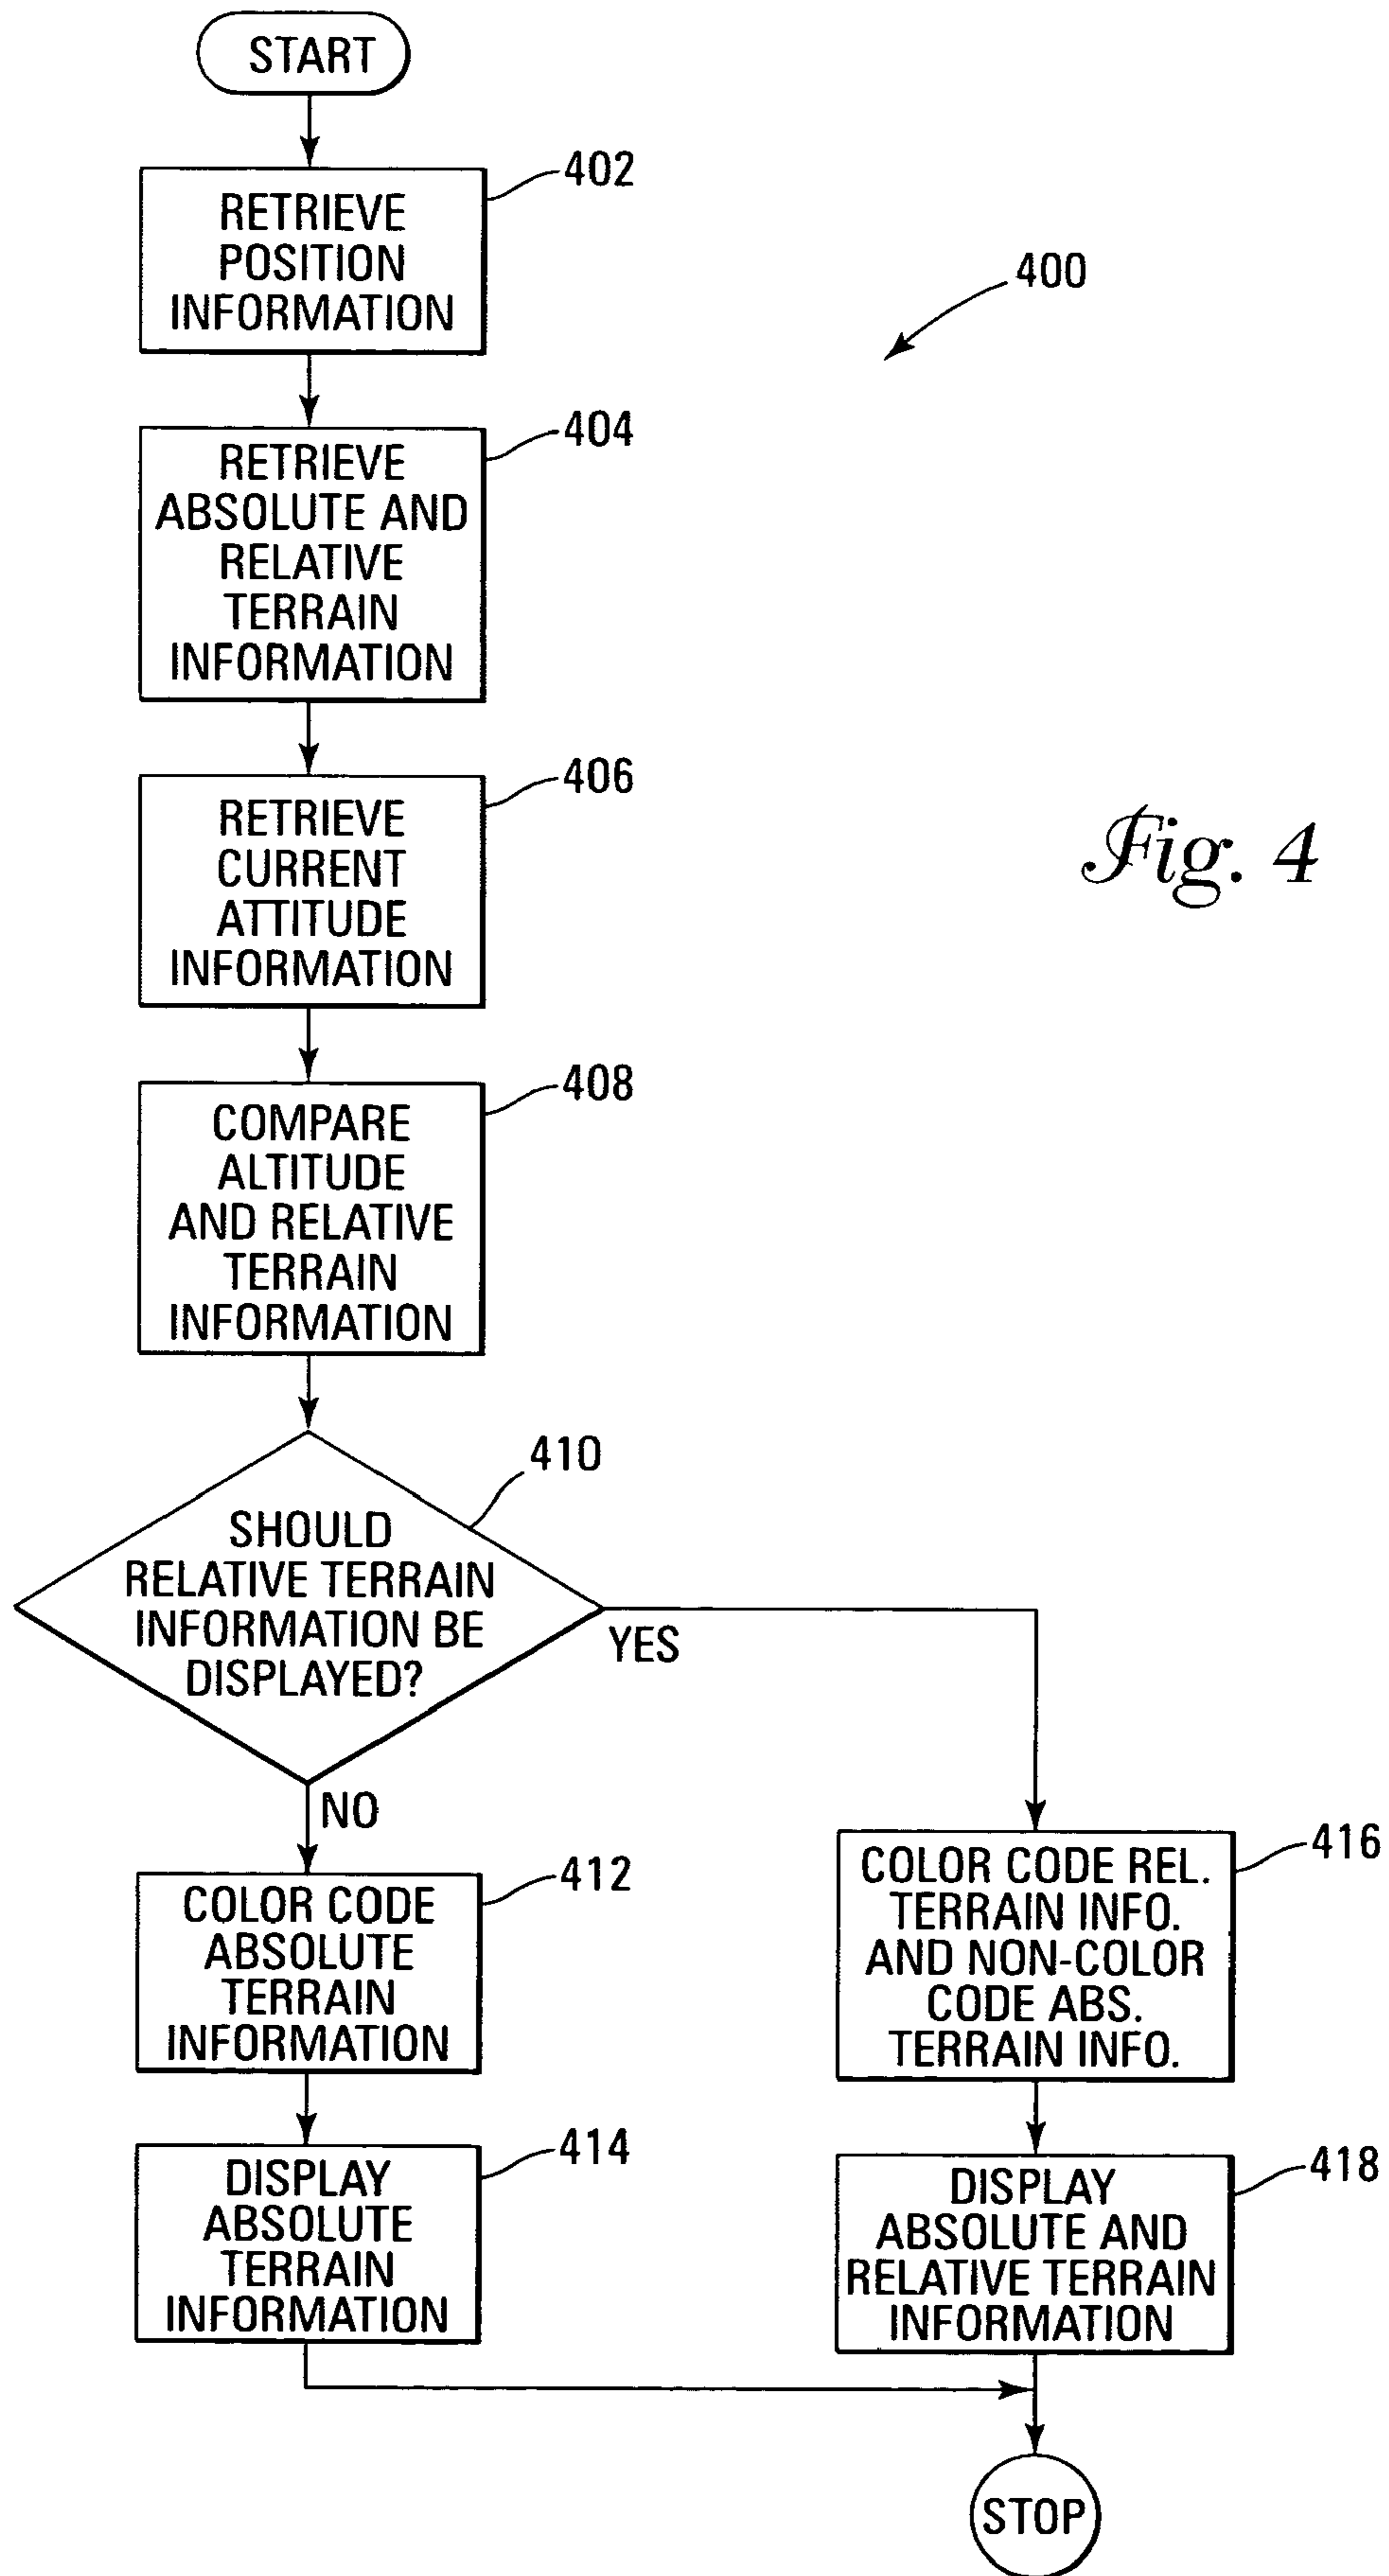 START
402
RETRIEVE
POSITION
INFORMATION
400
404
RETRIEVE
ABSOLUTE AND
RELATIVE
TERRAIN
INFORMATION
406
RETRIEVE
CURRENT
ATTITUDE
INFORMATION
Fig. 4
408
COMPARE
ALTITUDE
AND RELATIVE
TERRAIN
INFORMATION
410
SHOULD
RELATIVE TERRAIN
INFORMATION BE
DISPLAYED?
YES
NO
412
COLOR CODE
ABSOLUTE
TERRAIN
INFORMATION
416
COLOR CODE REL.
TERRAIN INFO.
AND NON-COLOR
CODE ABS.
TERRAIN INFO.
414
DISPLAY
ABSOLUTE
TERRAIN
INFORMATION
418
DISPLAY
ABSOLUTE AND
RELATIVE TERRAIN
INFORMATION
STOP